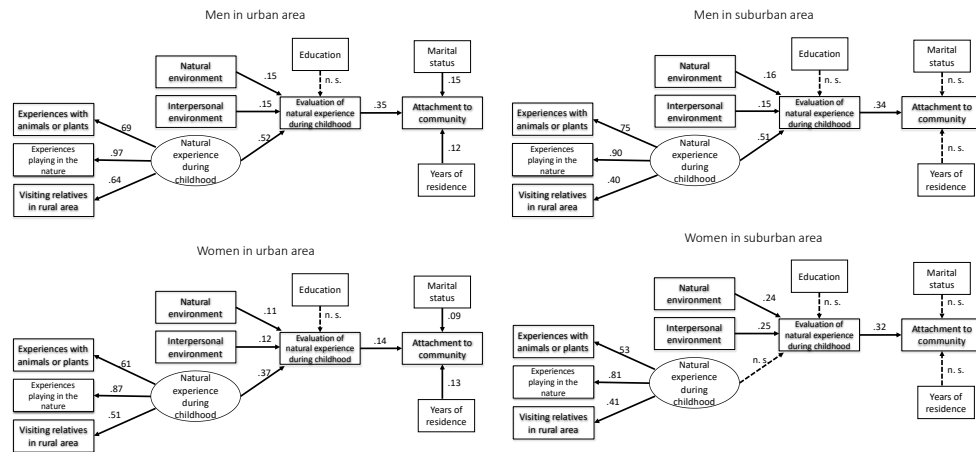 Men in urban area
Education
Marital
status
Natural
environment
.15
n. s.
.15
Interpersonal
environment
.15
Evaluation of
natural experience
during childhood
.35
Attachment to
community
Experiences with
animals or plants
.69
.52
.12
Experiences
playing in the
nature
.97
Natural
experience
during
childhood
Years of
residence
.64
Visiting relatives
in rural area
Men in suburban area
Education
Marital
status
Natural
environment
.16
n. s.
n. s.
Interpersonal
environment
.15
Evaluation of
natural experience
during childhood
.34
Attachment to
community
Experiences with
animals or plants
.75
.51
n. s.
Experiences
playing in the nature
.90
Natural
experience
during
childhood
Years of
residence
.40
Visiting relatives
in rural area
Women in urban area
Education
Marital
status
Natural
environment
.11
n. s.
.09
Interpersonal
environment
.12
Evaluation of
natural experience
during childhood
.14
Attachment to
community
Experiences with
animals or plants
.61
.37
.13
Experiences
playing in the
nature
.87
Natural
experience
during
childhood
Years of
residence
.51
Visiting relatives
in rural area
Women in suburban area
Education
Marital
status
Natural
environment
.24
n. s.
n. s.
Interpersonal
environment
.25
Evaluation of
natural experience
during childhood
.32
Attachment to
community
Experiences with
animals or plants
.53
n. s.
n. s.
Experiences
playing in the nature
.81
Natural
experience
during
childhood
Years of
residence
.41
Visiting relatives
in rural area